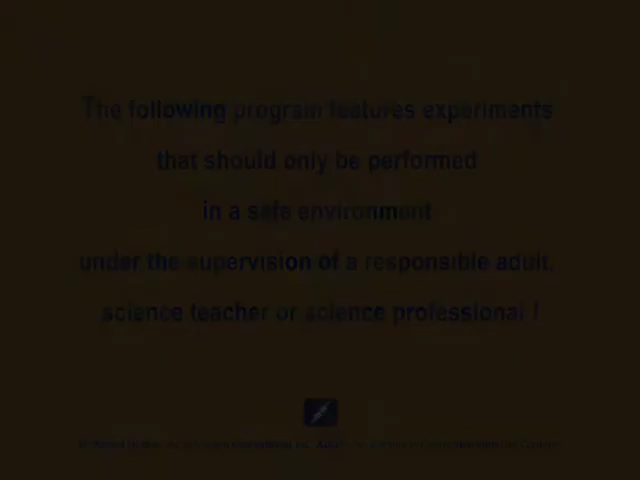 The following program features experiments
that should only be performed
in a safe environment
under the supervision of a responsible adult,
science teacher or science professional !